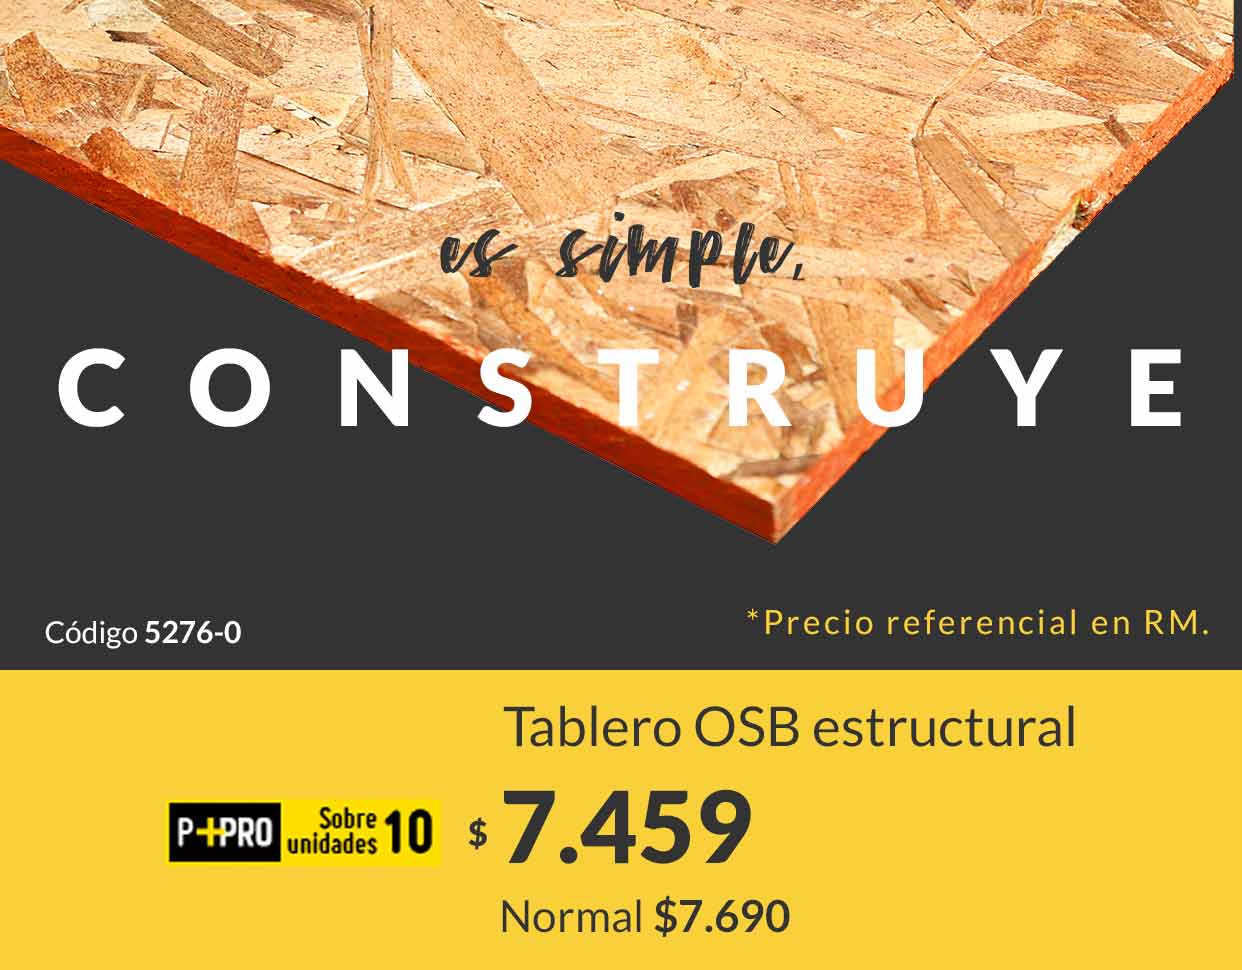 es simple,
CONSTRUYE
Código 5276-0
*Precio referencial en RM.
Tablero OSB estructural
P+PRO Sobre unidades 10
$ 7.459
Normal $7.690